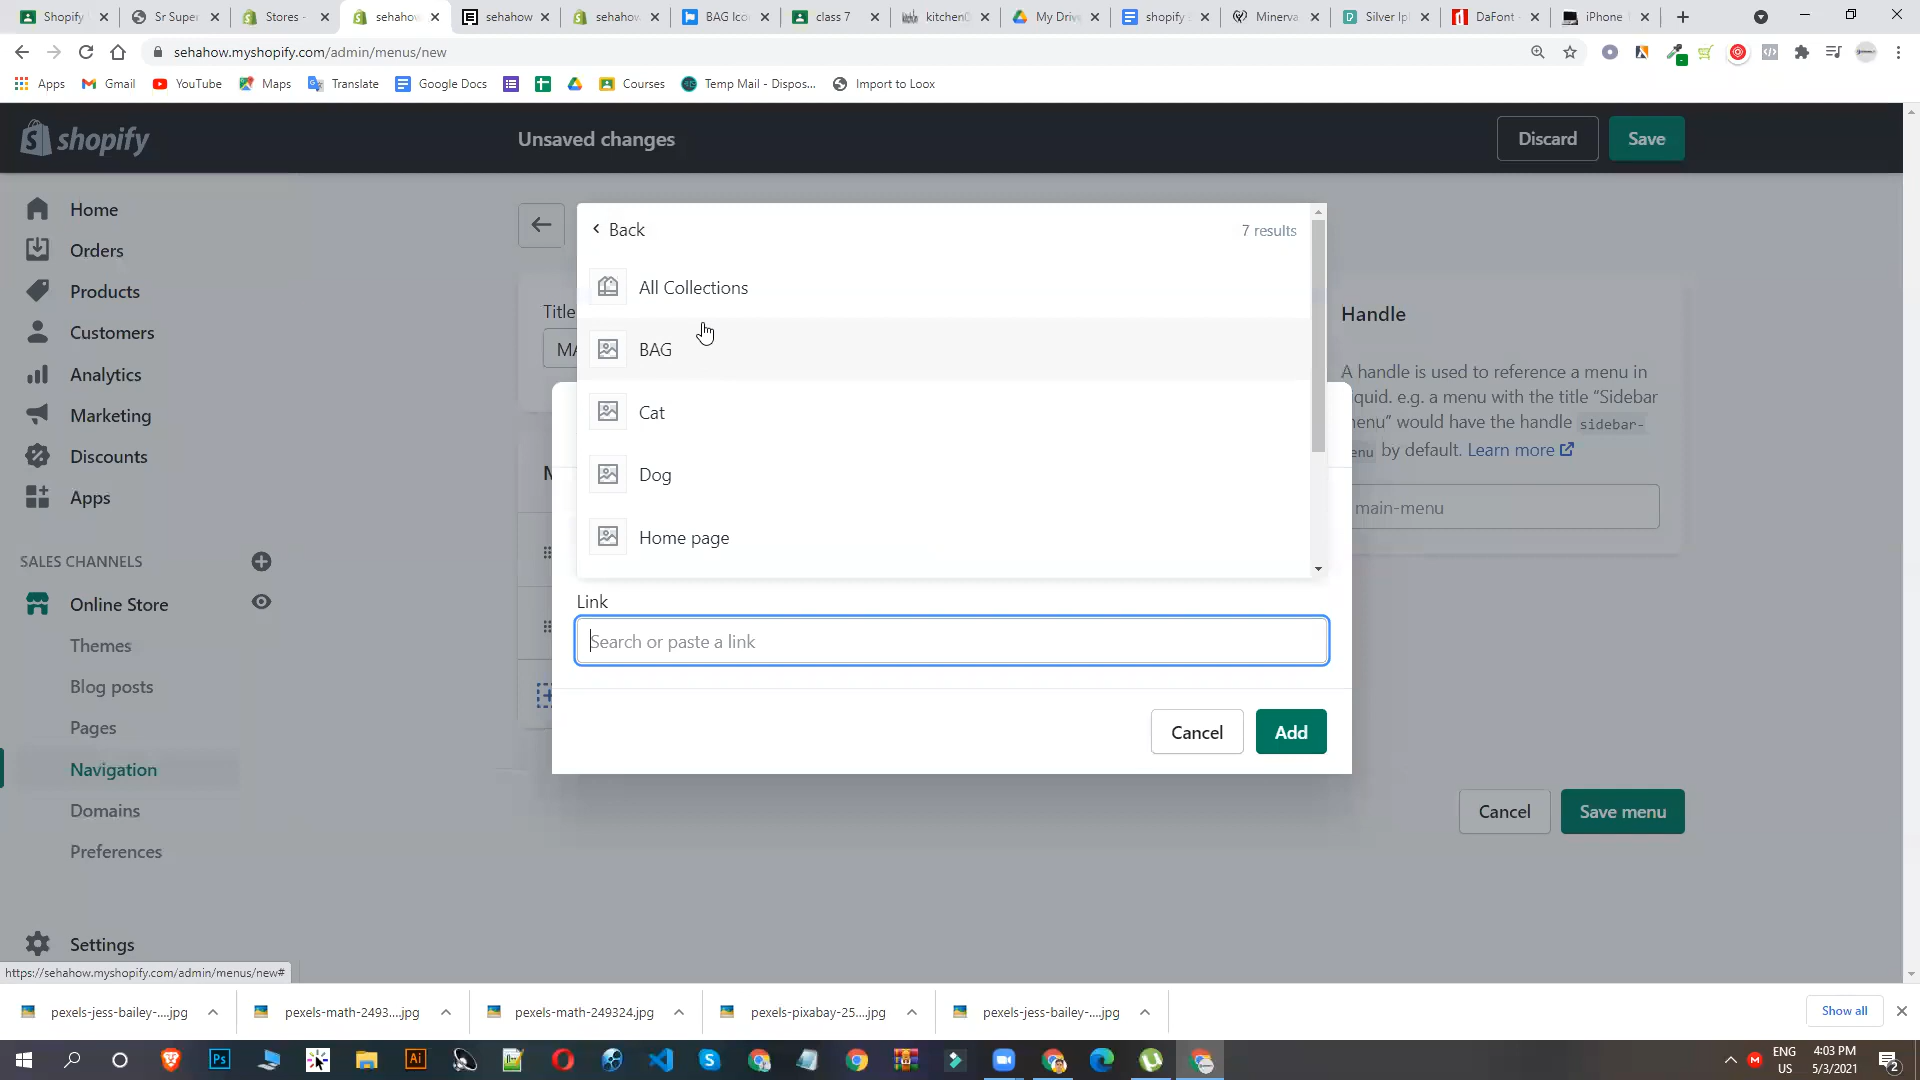 Shopify
Sr Super
Stores -
sehahow
sehahow
sehahow
BAG Ico
class 7
kitchen
My Driv
shopify
Minerva
Silver Ip
DaFont
iPhone
sehahow.myshopify.com/admin/menus/new
Apps
Gmail
YouTube
Maps
Translate
Google Docs
Courses
Temp Mail - Dispos...
Import to Loox
shopify
Unsaved changes
Discard
Save
Home
Orders
Products
Customers
Analytics
Marketing
Discounts
Apps
SALES CHANNELS
Online Store
Themes
Blog posts
Pages
Navigation
Domains
Preferences
Settings
Title
MA
Back
7 results
All Collections
BAG
Cat
Dog
Home page
Link
Search or paste a link
Cancel
Add
Handle
A handle is used to reference a menu in
iquid. e.g. a menu with the title “Sidebar
enu” would have the handle sidebar-
enu by default. Learn more
main-menu
Cancel
Save menu
https://sehahow.myshopify.com/admin/menus/new#
pexels-jess-bailey-....jpg
pexels-math-2493....jpg
pexels-math-249324.jpg
pexels-pixabay-25....jpg
pexels-jess-bailey-....jpg
Show all
ENG
US
4:03 PM
5/3/2021
2